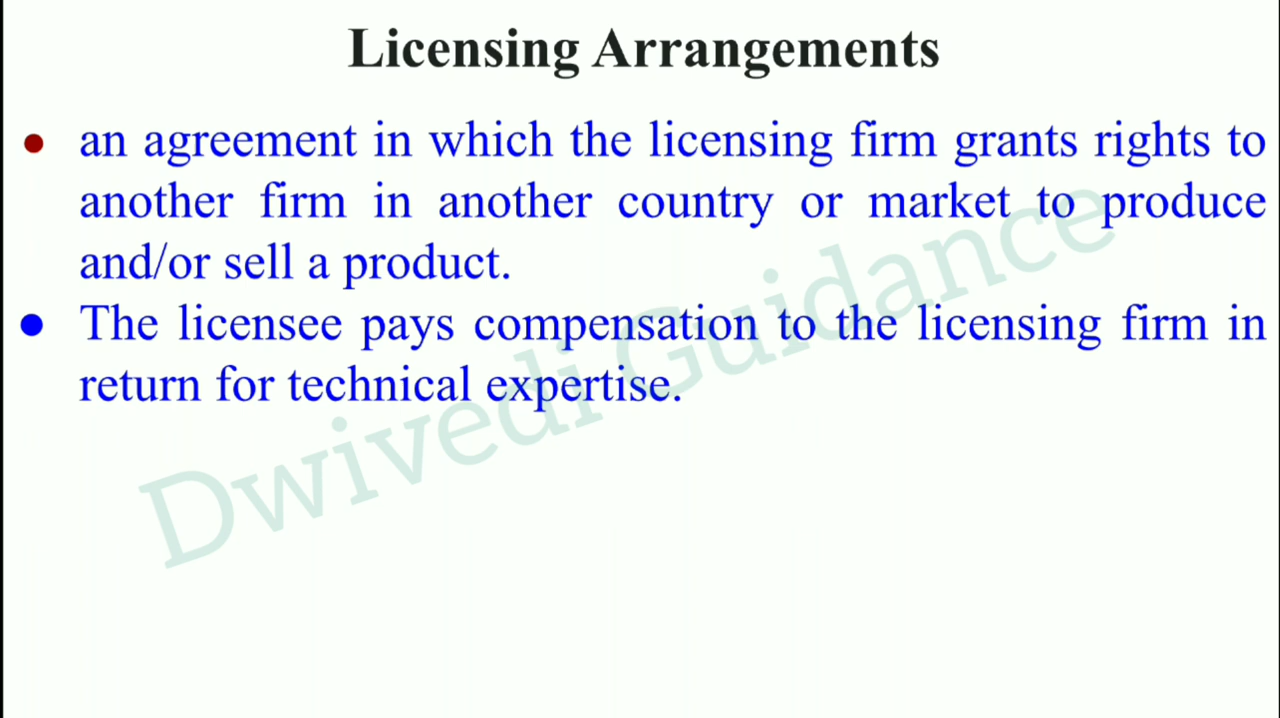 Licensing Arrangements
● an agreement in which the licensing firm grants rights to
another firm in another country or market to produce
and/or sell a product.
● The licensee pays compensation to the licensing firm in
return for technical expertise.
Dwivedi Guidance